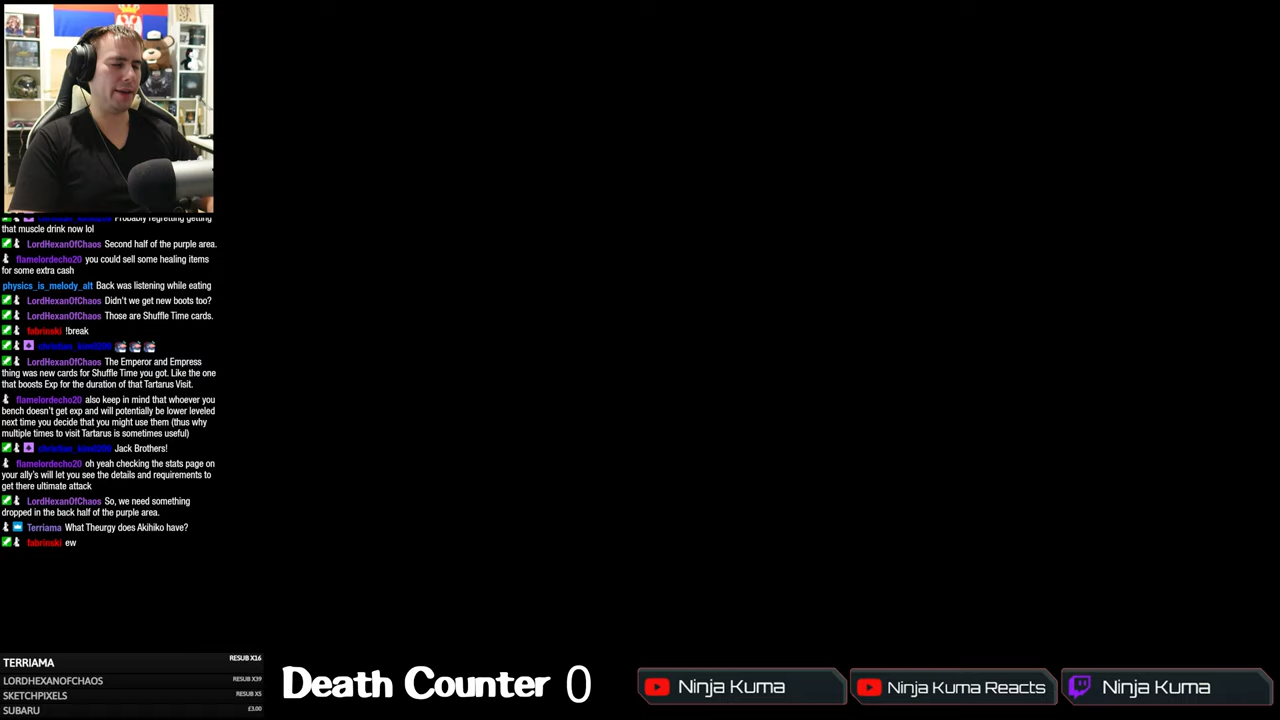 Probably regretting getting
that muscle drink now lol
LordHexanOfChaos Second half of the purple area.
flamelordecho20 you could sell some healing items
for some extra cash
physics_is_melody_alt Back was listening while eating
LordHexanOfChaos Didn't we get new boots too?
LordHexanOfChaos Those are Shuffle Time cards.
fabrinski !break
LordHexanOfChaos The Emperor and Empress
thing was new cards for Shuffle Time you got. Like the one
that boosts Exp for the duration of that Tartarus Visit.
flamelordecho20 also keep in mind that whoever you
bench doesn't get exp and will potentially be lower leveled
next time you decide that you might use them (thus why
multiple times to visit Tartarus is sometimes useful)
Jack Brothers!
flamelordecho20 oh yeah checking the stats page on
your ally's will let you see the details and requirements to
get there ultimate attack
LordHexanOfChaos So, we need something
dropped in the back half of the purple area.
Terriama What Theurgy does Akihiko have?
fabrinski ew
TERRIAMA RESUB X16
LORDHEXANOFCHAOS RESUB X39
SKETCHPIXELS RESUB X5
SUBARU £3.00
Death Counter 0
Ninja Kuma
Ninja Kuma Reacts
Ninja Kuma